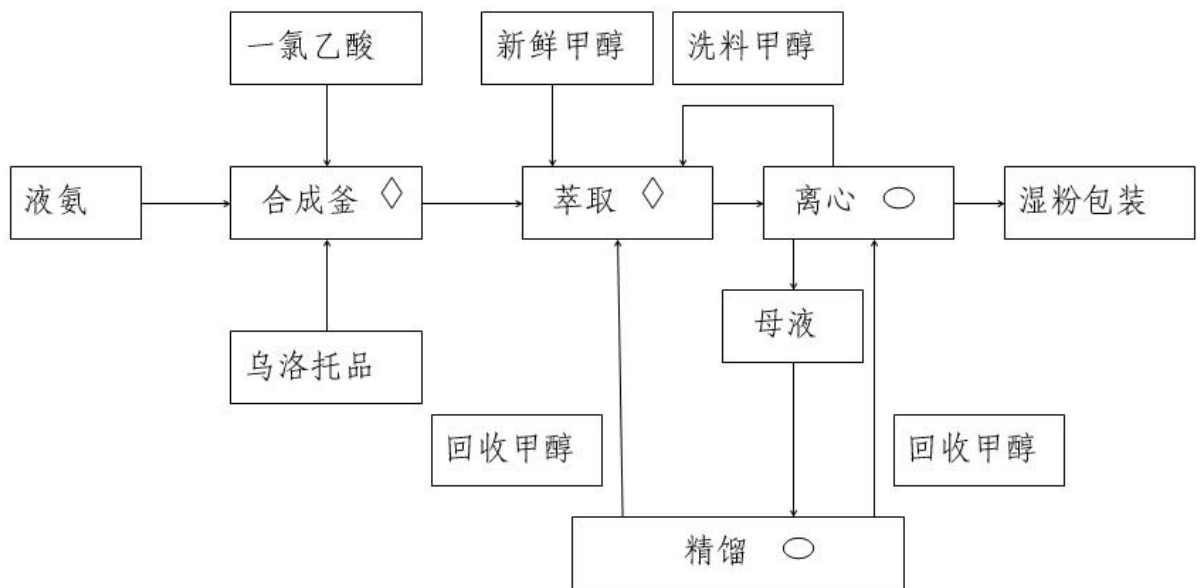 一氯乙酸
新鲜甲醇
洗料甲醇
液氨
合成釜
萃取
离心
湿粉包装
母液
乌洛托品
回收甲醇
回收甲醇
精馏